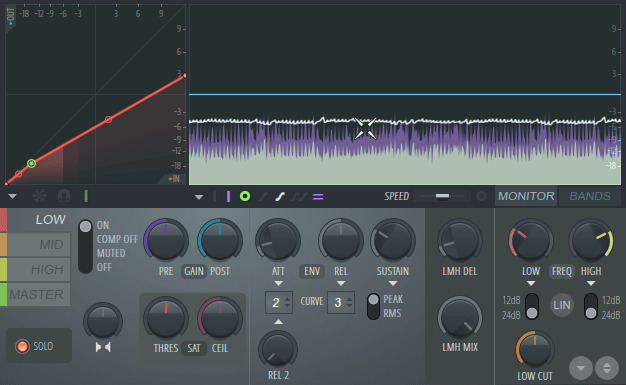 OUT -18 -12 -9 -6 -3 3 6 9
9 9
6 6
3 3
-3 -3
-6 -6
-9 -9
-12 -12
-18 -18
IN
SPEED MONITOR BANDS
LOW
MID
HIGH
MASTER
SOLO
ON
COMP OFF
MUTED
OFF
PRE GAIN POST
THRES SAT CEIL
ATT ENV REL SUSTAIN
2 CURVE 3 PEAK
RMS
REL 2
LMH DEL
LMH MIX
LOW FREQ HIGH
12dB LIN 12dB
24dB 24dB
LOW CUT